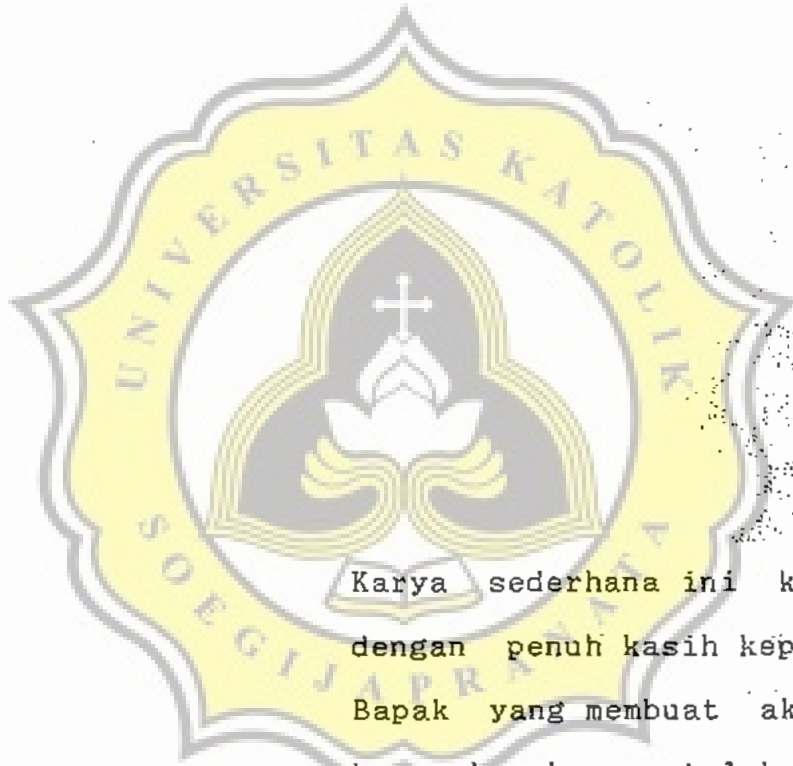 UNIVERSITAS KATOLIK
SOEGIJAPRANATA
Karya sederhana ini k
dengan penuh kasih kep
Bapak yang membuat ak